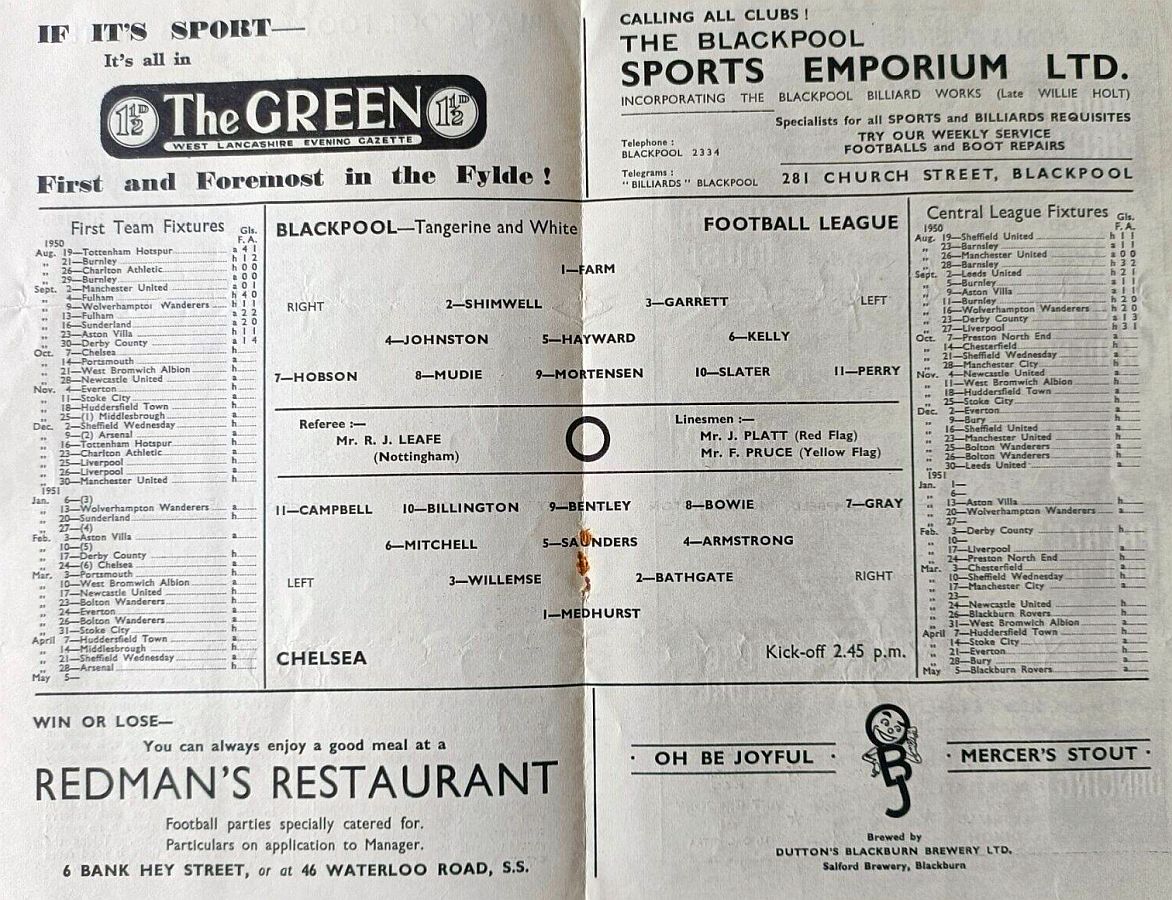 IF IT'S SPORT—
It's all in
1½D The GREEN 1½D
WEST LANCASHIRE EVENING GAZETTE
First and Foremost in the Fylde !
CALLING ALL CLUBS !
THE BLACKPOOL
SPORTS EMPORIUM LTD.
INCORPORATING THE BLACKPOOL BILLIARD WORKS (Late WILLIE HOLT)
Specialists for all SPORTS and BILLIARDS REQUISITES
TRY OUR WEEKLY SERVICE
FOOTBALLS and BOOT REPAIRS
Telephone :
BLACKPOOL 2334
Telegrams :
"BILLIARDS" BLACKPOOL
281 CHURCH STREET, BLACKPOOL
First Team Fixtures Gls.
1950 F. A.
Aug. 19—Tottenham Hotspur a 4 1
„ 21—Burnley h 1 2
„ 26—Charlton Athletic h 0 0
„ 29—Burnley a 0 0
Sept. 2—Manchester United a 0 1
„ 4—Fulham h 4 0
„ 9—Wolverhampton Wanderers h 1 1
„ 13—Fulham a 2 2
„ 16—Sunderland a 2 0
„ 23—Aston Villa h 1 1
„ 30—Derby County a 1 4
Oct. 7—Chelsea h
„ 14—Portsmouth a
„ 21—West Bromwich Albion h
„ 28—Newcastle United a
Nov. 4—Everton h
„ 11—Stoke City a
„ 18—Huddersfield Town h
„ 25—(1) Middlesbrough a
Dec. 2—Sheffield Wednesday h
„ 9—(2) Arsenal a
„ 16—Tottenham Hotspur h
„ 23—Charlton Athletic a
„ 25—Liverpool a
„ 26—Liverpool h
„ 30—Manchester United h
1951
Jan. 6—(3)
„ 13—Wolverhampton Wanderers a
„ 20—Sunderland h
„ 27—(4)
Feb. 3—Aston Villa a
„ 10—(5)
„ 17—Derby County h
„ 24—(6) Chelsea a
Mar. 3—Portsmouth h
„ 10—West Bromwich Albion a
„ 17—Newcastle United h
„ 23—Bolton Wanderers h
„ 24—Everton a
„ 26—Bolton Wanderers a
„ 31—Stoke City h
April 7—Huddersfield Town a
„ 14—Middlesbrough h
„ 21—Sheffield Wednesday a
„ 28—Arsenal h
May 5—
BLACKPOOL—Tangerine and White
FOOTBALL LEAGUE
1—FARM
RIGHT 2—SHIMWELL 3—GARRETT LEFT
4—JOHNSTON 5—HAYWARD 6—KELLY
7—HOBSON 8—MUDIE 9—MORTENSEN 10—SLATER 11—PERRY
Referee :—
Mr. R. J. LEAFE
(Nottingham)
Linesmen :—
Mr. J. PLATT (Red Flag)
Mr. F. PRUCE (Yellow Flag)
11—CAMPBELL 10—BILLINGTON 9—BENTLEY 8—BOWIE 7—GRAY
6—MITCHELL 5—SAUNDERS 4—ARMSTRONG
LEFT 3—WILLEMSE 2—BATHGATE RIGHT
1—MEDHURST
CHELSEA
Kick-off 2.45 p.m.
Central League Fixtures Gls.
1950 F. A.
Aug. 19—Sheffield United h 1 1
„ 23—Barnsley a 1 1
„ 26—Manchester United a 0 0
„ 28—Barnsley h 3 2
Sept. 2—Leeds United h 2 1
„ 5—Burnley a 1 1
„ 9—Aston Villa a 1 1
„ 11—Burnley h 2 0
„ 16—Wolverhampton Wanderers h 2 0
„ 23—Derby County a 1 3
„ 27—Liverpool h 3 1
Oct. 7—Preston North End
„ 14—Chesterfield h
„ 21—Sheffield Wednesday a
„ 28—Manchester City h
Nov. 4—Newcastle United a
„ 11—West Bromwich Albion h
„ 18—Huddersfield Town a
„ 25—Stoke City h
Dec. 2—Everton a
„ 9—Bury h
„ 16—Sheffield United a
„ 23—Manchester United h
„ 25—Bolton Wanderers h
„ 26—Bolton Wanderers a
„ 30—Leeds United a
1951
Jan. 1—
„ 6—
„ 13—Aston Villa h
„ 20—Wolverhampton Wanderers a
„ 27—
Feb. 3—Derby County h
„ 10—
„ 17—Liverpool a
„ 24—Preston North End h
Mar. 3—Chesterfield a
„ 10—Sheffield Wednesday h
„ 17—Manchester City a
„ 23—
„ 24—Newcastle United h
„ 26—Blackburn Rovers h
„ 31—West Bromwich Albion a
April 7—Huddersfield Town h
„ 14—Stoke City a
„ 21—Everton h
„ 28—Bury a
May 5—Blackburn Rovers a
WIN OR LOSE—
You can always enjoy a good meal at a
REDMAN'S RESTAURANT
Football parties specially catered for.
Particulars on application to Manager.
6 BANK HEY STREET, or at 46 WATERLOO ROAD, S.S.
· OH BE JOYFUL · OBJ · MERCER'S STOUT ·
Brewed by
DUTTON'S BLACKBURN BREWERY LTD.
Salford Brewery, Blackburn